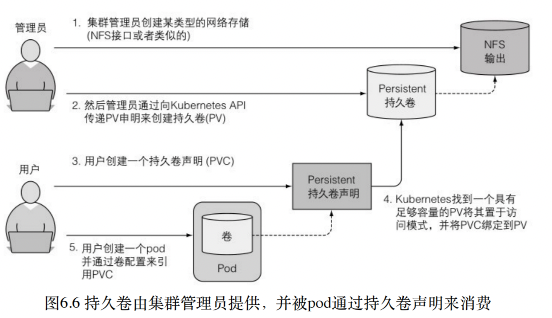 管理员
1. 集群管理员创建某类型的网络存储
(NFS接口或者类似的)
NFS
输出
Persistent
持久卷
2. 然后管理员通过向Kubernetes API
传递PV申明来创建持久卷(PV)
用户
3. 用户创建一个持久卷声明 (PVC)
Persistent
持久卷声明
4. Kubernetes找到一个具有
足够容量的PV将其置于访
问模式，并将PVC绑定到PV
5. 用户创建一个pod
并通过卷配置来引
用PVC
卷
Pod
图6.6 持久卷由集群管理员提供，并被pod通过持久卷声明来消费